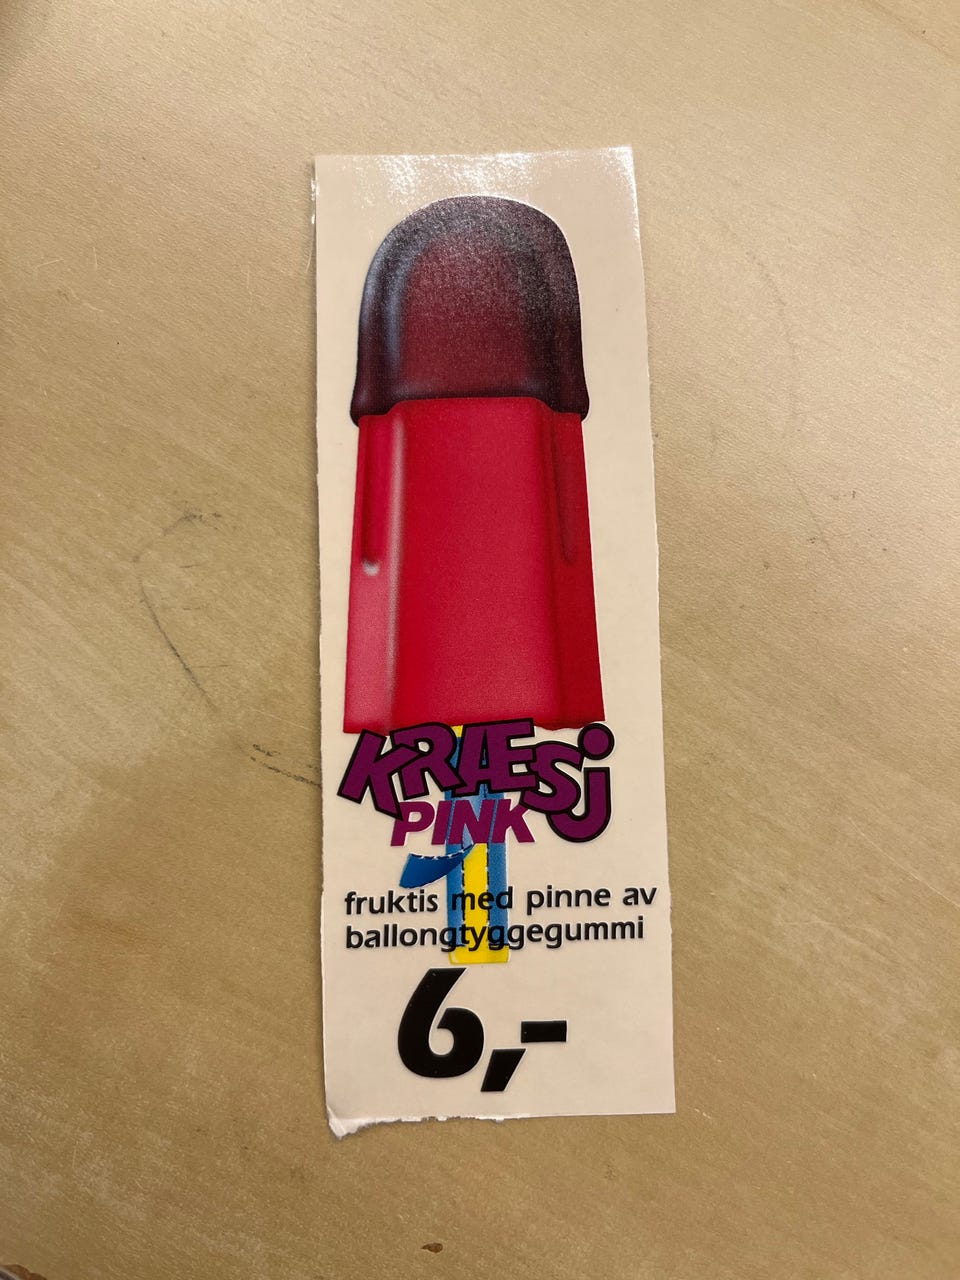 KRÆSJ
PINK
fruktis med pinne av
ballongtyggegummi
6,-